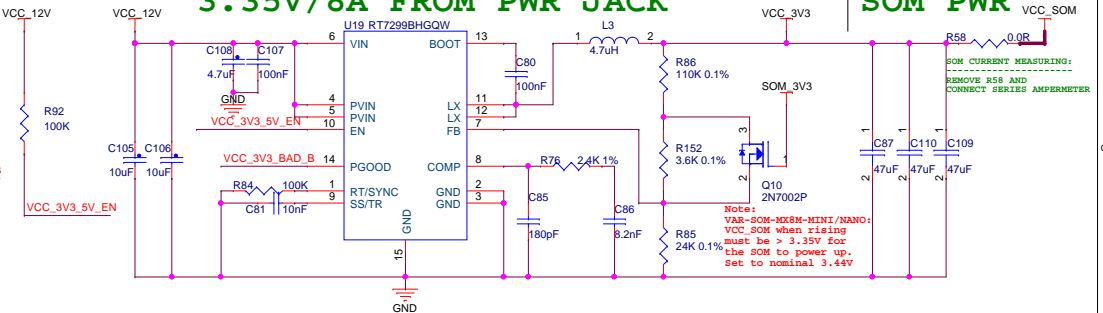 3.35V/8A FROM PWR JACK
SOM PWR
VCC_12V
VCC_12V
VCC_3V3
VCC_SOM
U19 RT7299BHGQW
L3
4.7uH
1
2
R58
0.0R
SOM CURRENT MEASURING:
REMOVE R58 AND
CONNECT SERIES AMPERMETER
C108
4.7uF
C107
100nF
GND
6
VIN
BOOT
13
C80
100nF
R86
110K 0.1%
SOM_3V3
R92
100K
4
PVIN
5
PVIN
LX
11
LX
12
VCC_3V3_5V_EN
10
EN
FB
7
3
1
2
Q10
2N7002P
R152
3.6K 0.1%
C105
10uF
C106
10uF
VCC_3V3_BAD_B
14
PGOOD
COMP
8
R76
2.4K 1%
R84
100K
1
RT/SYNC
GND
2
C81
10nF
9
SS/TR
GND
3
GND
15
GND
C85
180pF
C86
8.2nF
R85
24K 0.1%
VCC_3V3_5V_EN
Note:
VAR-SOM-MX8M-MINI/NANO:
VCC_SOM when rising
must be > 3.35V for
the SOM to power up.
Set to nominal 3.44V
1
C87
47uF
2
1
C110
47uF
2
1
C109
47uF
2